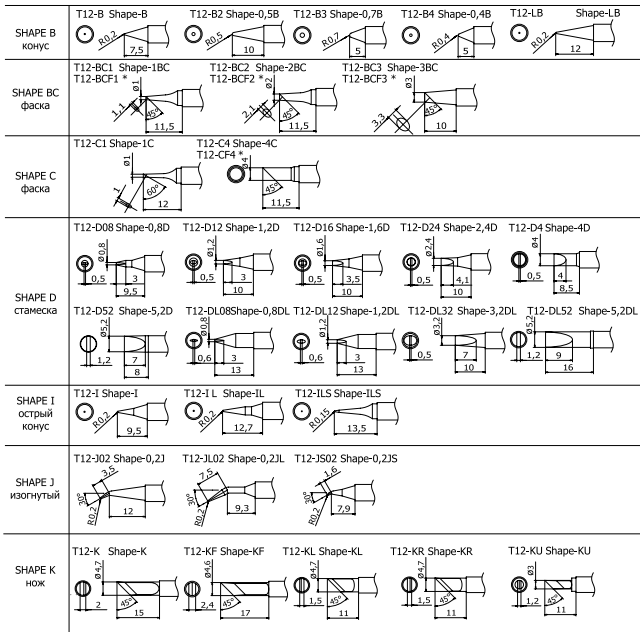 SHAPE B
конус
T12-B Shape-B
R0,2
7,5
T12-B2 Shape-0,5B
R0,5
10
T12-B3 Shape-0,7B
R0,7
5
T12-B4 Shape-0,4B
R0,4
5
T12-LB Shape-LB
R0,2
12
SHAPE BC
фаска
T12-BC1 Shape-1BC
T12-BCF1 *
ø1
1,1
45°
11,5
T12-BC2 Shape-2BC
T12-BCF2 *
ø2
2,1
45°
11,5
T12-BC3 Shape-3BC
T12-BCF3 *
ø3
3,3
45°
10
SHAPE C
фаска
T12-C1 Shape-1C
ø1
1
60°
12
T12-C4 Shape-4C
T12-CF4 *
ø4
45°
11,5
SHAPE D
стамеска
T12-D08 Shape-0,8D
ø0,8
0,5
3
9,5
T12-D12 Shape-1,2D
ø1,2
0,5
3
10
T12-D16 Shape-1,6D
ø1,6
0,5
3,5
10
T12-D24 Shape-2,4D
ø2,4
0,5
4,1
10
T12-D4 Shape-4D
ø4
0,5
4
8,5
T12-D52 Shape-5,2D
ø5,2
1,2
7
8
T12-DL08Shape-0,8DL
ø0,8
0,6
3
13
T12-DL12Shape-1,2DL
ø1,2
0,6
3
13
T12-DL32 Shape-3,2DL
ø3,2
0,5
7
10
T12-DL52 Shape-5,2DL
ø5,2
1,2
9
16
SHAPE I
острый
конус
T12-I Shape-I
R0,2
9,5
T12-I L Shape-IL
R0,2
12,7
T12-ILS Shape-ILS
R0,15
13,5
SHAPE J
изогнутый
T12-J02 Shape-0,2J
3,5
30°
R0,2
12
T12-JL02 Shape-0,2JL
7,5
30°
R0,2
9,3
T12-JS02 Shape-0,2JS
1,6
30°
R0,2
7,9
SHAPE K
нож
T12-K Shape-K
ø4,7
2
45°
15
T12-KF Shape-KF
ø4,6
2,4
45°
17
T12-KL Shape-KL
ø4,7
1,5
45°
11
T12-KR Shape-KR
ø4,7
1,5
45°
11
T12-KU Shape-KU
ø3
1,2
45°
11